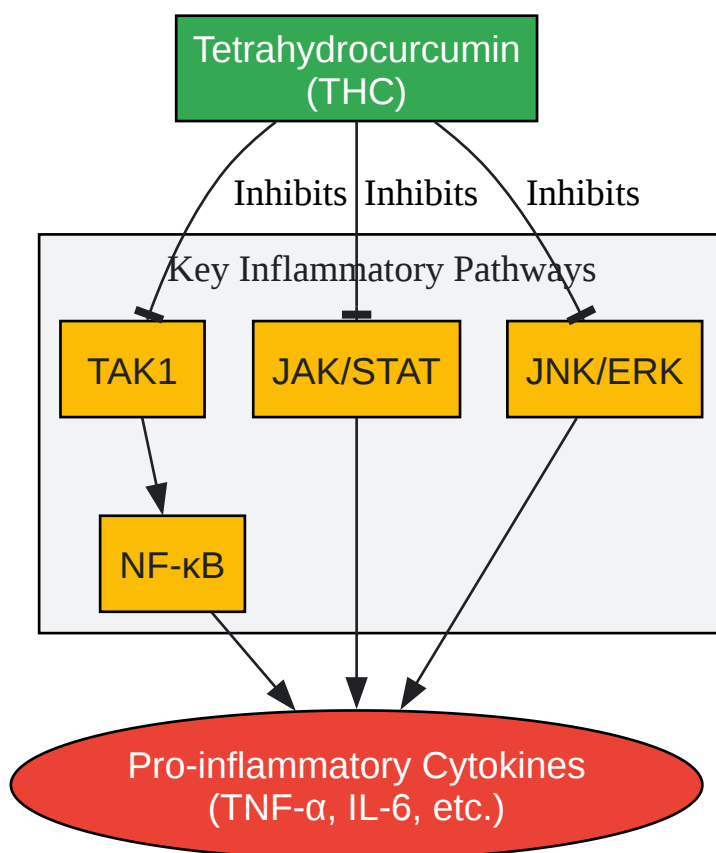 Tetrahydrocurcumin
(THC)
Inhibits
Inhibits
Inhibits
Key Inflammatory Pathways
TAK1
JAK/STAT
JNK/ERK
NF-κB
Pro-inflammatory Cytokines
(TNF-α, IL-6, etc.)